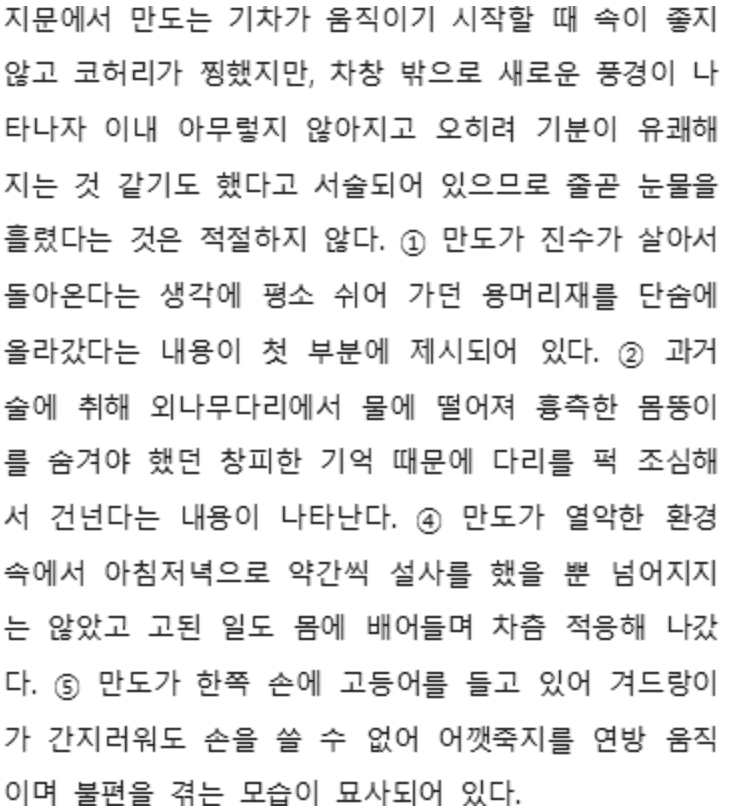 지문에서 만도는 기차가 움직이기 시작할 때 속이 좋지
않고 코허리가 찡했지만, 차창 밖으로 새로운 풍경이 나
타나자 이내 아무렇지 않아지고 오히려 기분이 유쾌해
지는 것 같기도 했다고 서술되어 있으므로 줄곧 눈물을
흘렸다는 것은 적절하지 않다. ① 만도가 진수가 살아서
돌아온다는 생각에 평소 쉬어 가던 용머리재를 단숨에
올라갔다는 내용이 첫 부분에 제시되어 있다. ② 과거
술에 취해 외나무다리에서 물에 떨어져 흉측한 몸뚱이
를 숨겨야 했던 창피한 기억 때문에 다리를 퍽 조심해
서 건넌다는 내용이 나타난다. ④ 만도가 열악한 환경
속에서 아침저녁으로 약간씩 설사를 했을 뿐 넘어지지
는 않았고 고된 일도 몸에 배어들며 차츰 적응해 나갔
다. ⑤ 만도가 한쪽 손에 고등어를 들고 있어 겨드랑이
가 간지러워도 손을 쓸 수 없어 어깻죽지를 연방 움직
이며 불편을 겪는 모습이 묘사되어 있다.